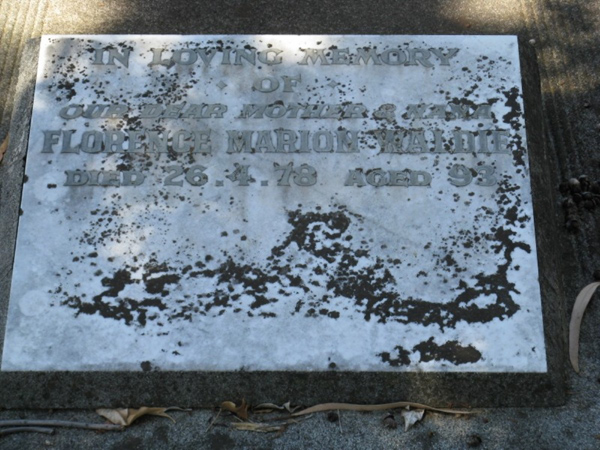 IN LOVING MEMORY
OF
OUR DEAR MOTHER & NANA
FLORENCE MARION WALDIE
DIED 26.4.78 AGED 93